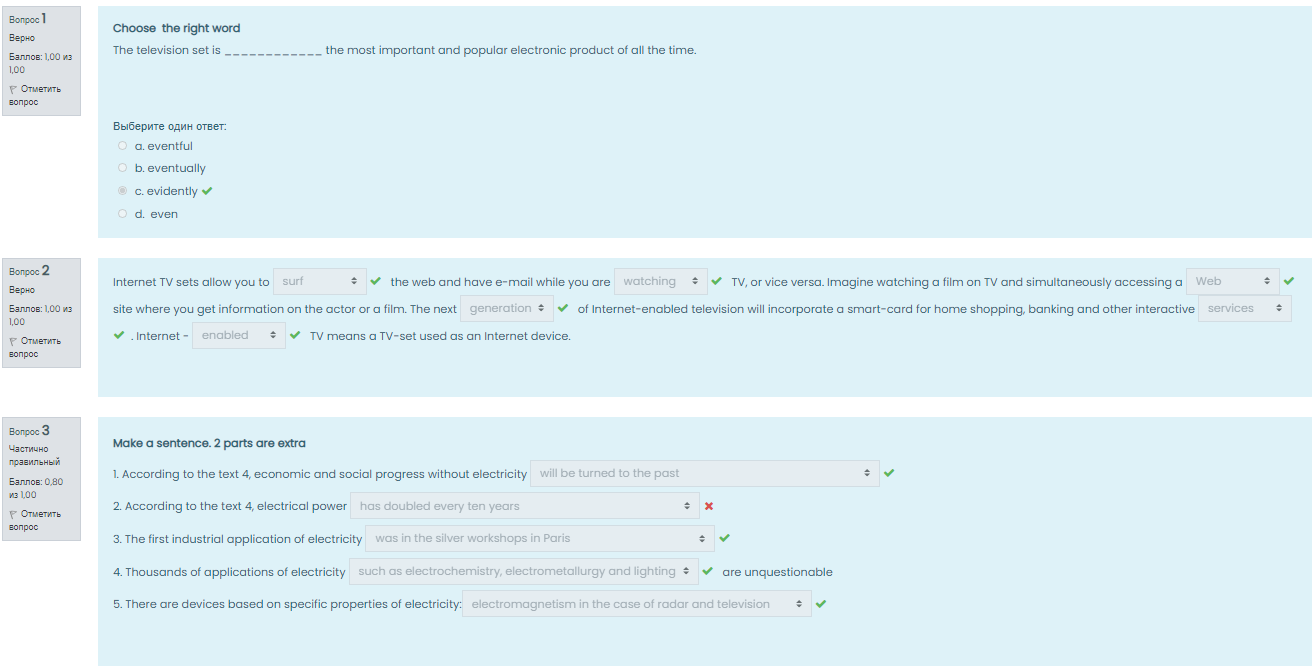 Вопрос 1
Верно
Баллов: 1,00 из
1,00
Отметить
вопрос
Choose the right word
The television set is _____________ the most important and popular electronic product of all the time.
Выберите один ответ:
a. eventful
b. eventually
c. evidently
d. even
Вопрос 2
Верно
Баллов: 1,00 из
1,00
Отметить
вопрос
Internet TV sets allow you to surf the web and have e-mail while you are watching TV, or vice versa. Imagine watching a film on TV and simultaneously accessing a Web
site where you get information on the actor or a film. The next generation of Internet-enabled television will incorporate a smart-card for home shopping, banking and other interactive services
. Internet - enabled TV means a TV-set used as an Internet device.
Вопрос 3
Частично
правильный
Баллов: 0,80
из 1,00
Отметить
вопрос
Make a sentence. 2 parts are extra
1. According to the text 4, economic and social progress without electricity will be turned to the past
2. According to the text 4, electrical power has doubled every ten years
3. The first industrial application of electricity was in the silver workshops in Paris
4. Thousands of applications of electricity such as electrochemistry, electrometallurgy and lighting are unquestionable
5. There are devices based on specific properties of electricity: electromagnetism in the case of radar and television